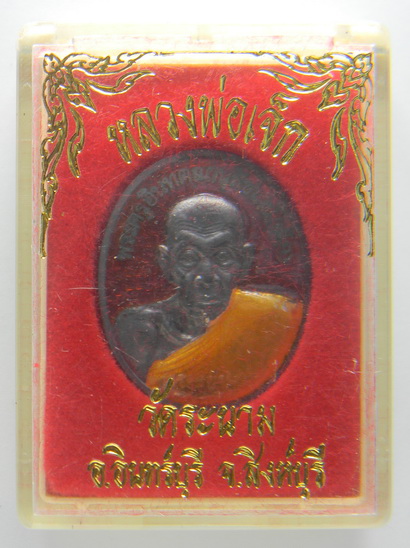 หลวงพ่อเจ็ก
วัดระนาม
อ.อินทร์บุรี จ.สิงห์บุรี